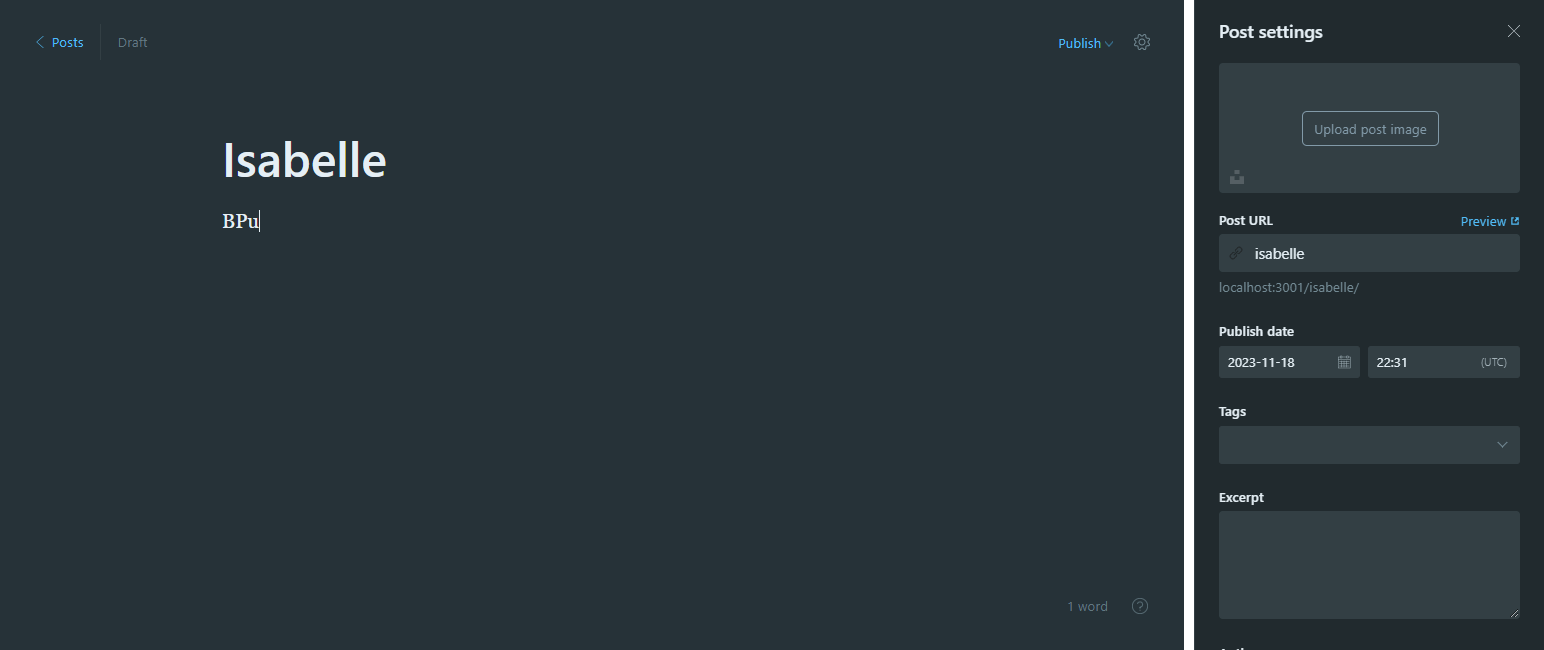 Posts
Draft
Publish
Isabelle
BPu
1 word
Post settings
Upload post image
Post URL
Preview
isabelle
localhost:3001/isabelle/
Publish date
2023-11-18
22:31
(UTC)
Tags
Excerpt